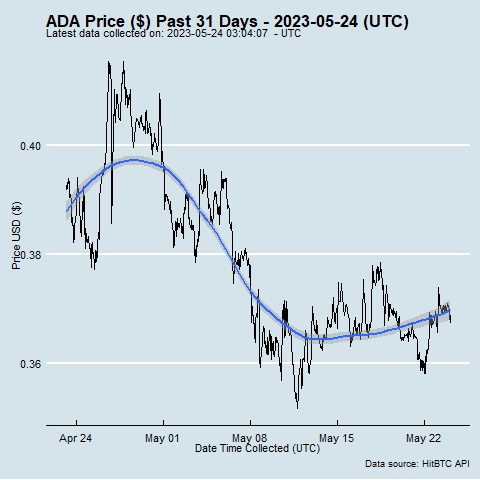 ADA Price ($) Past 31 Days - 2023-05-24 (UTC)
Latest data collected on: 2023-05-24 03:04:07 - UTC
0.40
0.38
0.36
Price USD ($)
Apr 24 May 01 May 08 May 15 May 22
Date Time Collected (UTC)
Data source: HitBTC API